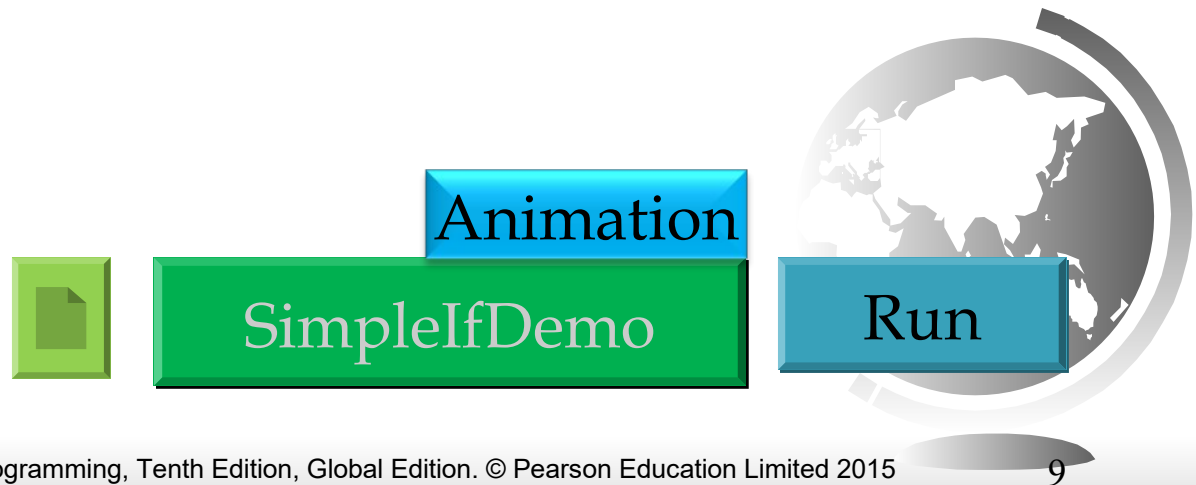 Animation
SimpleIfDemo
Run
ogramming, Tenth Edition, Global Edition. © Pearson Education Limited 2015
9